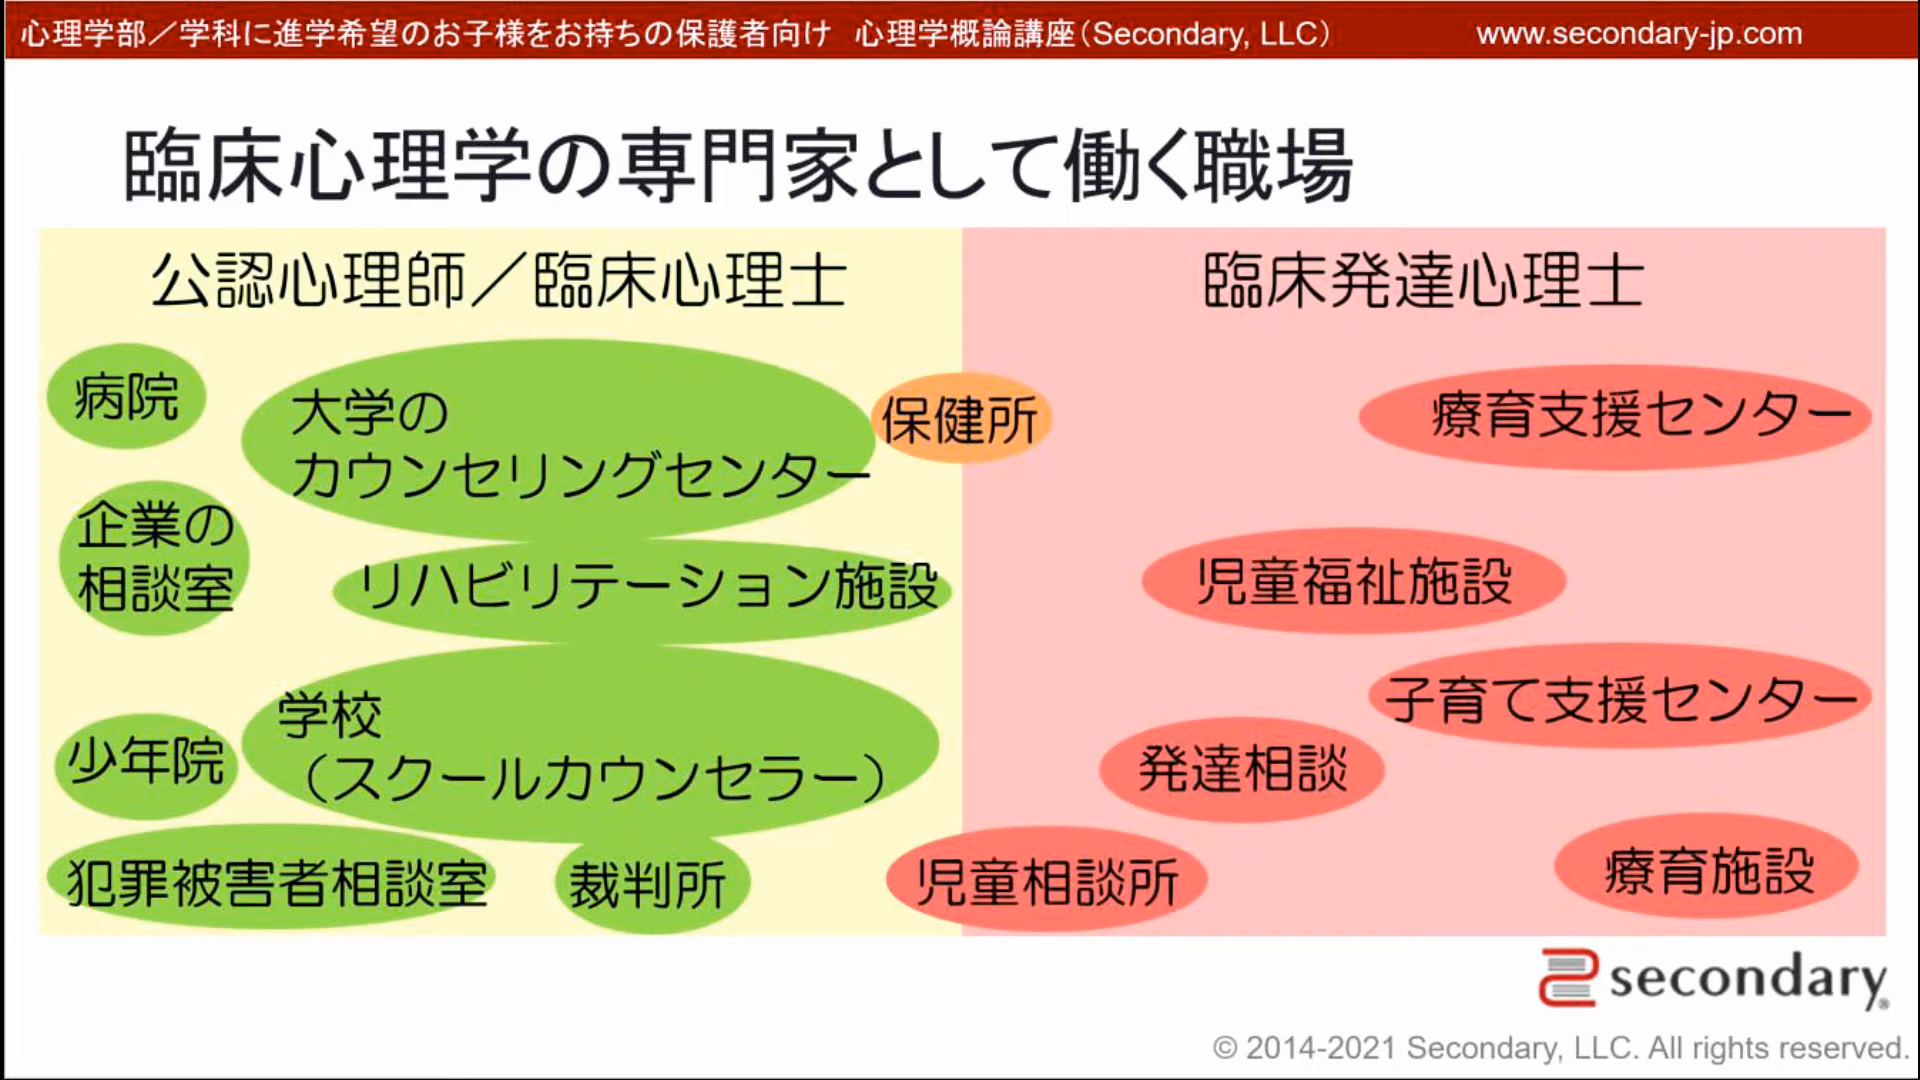 心理学部／学科に進学希望のお子様をお持ちの保護者向け　心理学概論講座（Secondary, LLC）
www.secondary-jp.com
臨床心理学の専門家として働く職場
公認心理師／臨床心理士
病院
大学の
カウンセリングセンター
保健所
企業の
相談室
リハビリテーション施設
学校
（スクールカウンセラー）
少年院
犯罪被害者相談室
裁判所
臨床発達心理士
療育支援センター
児童福祉施設
子育て支援センター
発達相談
児童相談所
療育施設
secondary®
© 2014-2021 Secondary, LLC. All rights reserved.